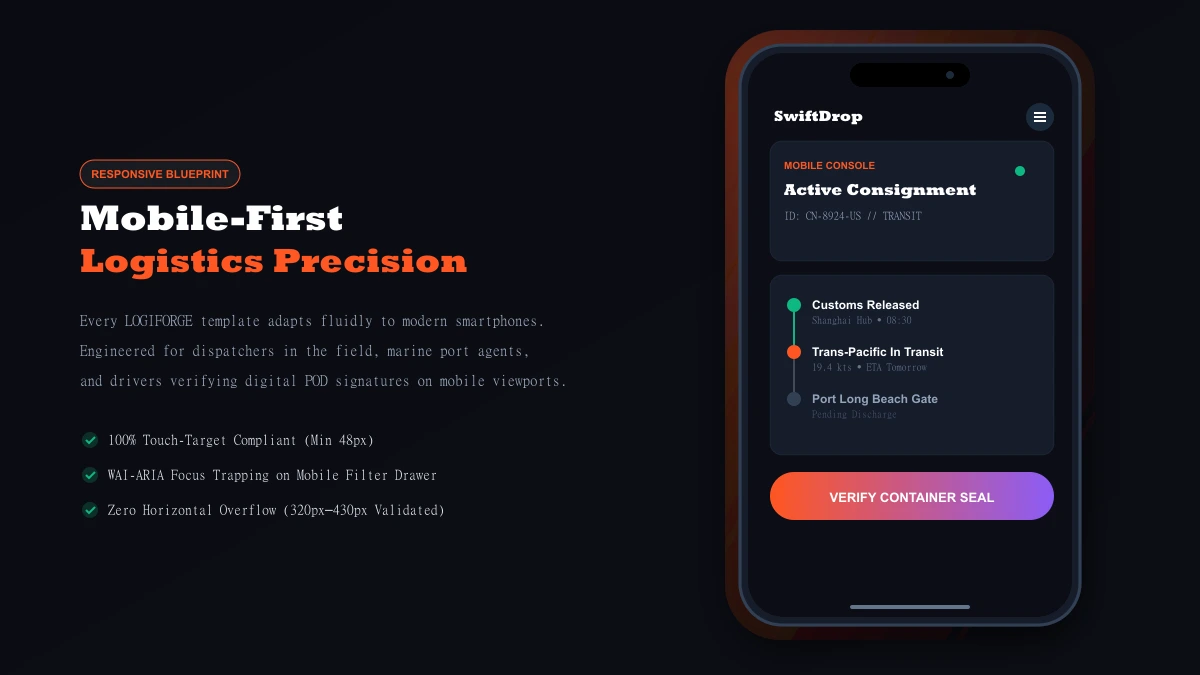 RESPONSIVE BLUEPRINT
Mobile-First
Logistics Precision
Every LOGIFORGE template adapts fluidly to modern smartphones.
Engineered for dispatchers in the field, marine port agents,
and drivers verifying digital POD signatures on mobile viewports.
100% Touch-Target Compliant (Min 48px)
WAI-ARIA Focus Trapping on Mobile Filter Drawer
Zero Horizontal Overflow (320px–430px Validated)
SwiftDrop
MOBILE CONSOLE
Active Consignment
ID: CN-8924-US // TRANSIT
Customs Released
Shanghai Hub • 08:30
Trans-Pacific In Transit
19.4 kts • ETA Tomorrow
Port Long Beach Gate
Pending Discharge
VERIFY CONTAINER SEAL